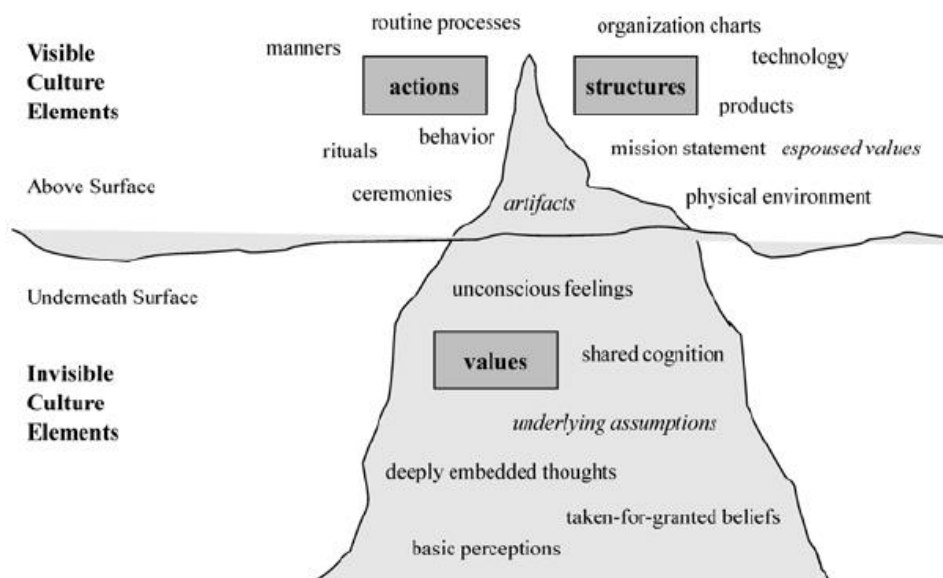 routine processes
organization charts
manners
technology
Visible
Culture
Elements
actions
structures
products
behavior
rituals
mission statement
espoused values
Above Surface
ceremonies
physical environment
artifacts
Underneath Surface
unconscious feelings
values
shared cognition
Invisible
Culture
Elements
underlying assumptions
deeply embedded thoughts
taken-for-granted beliefs
basic perceptions